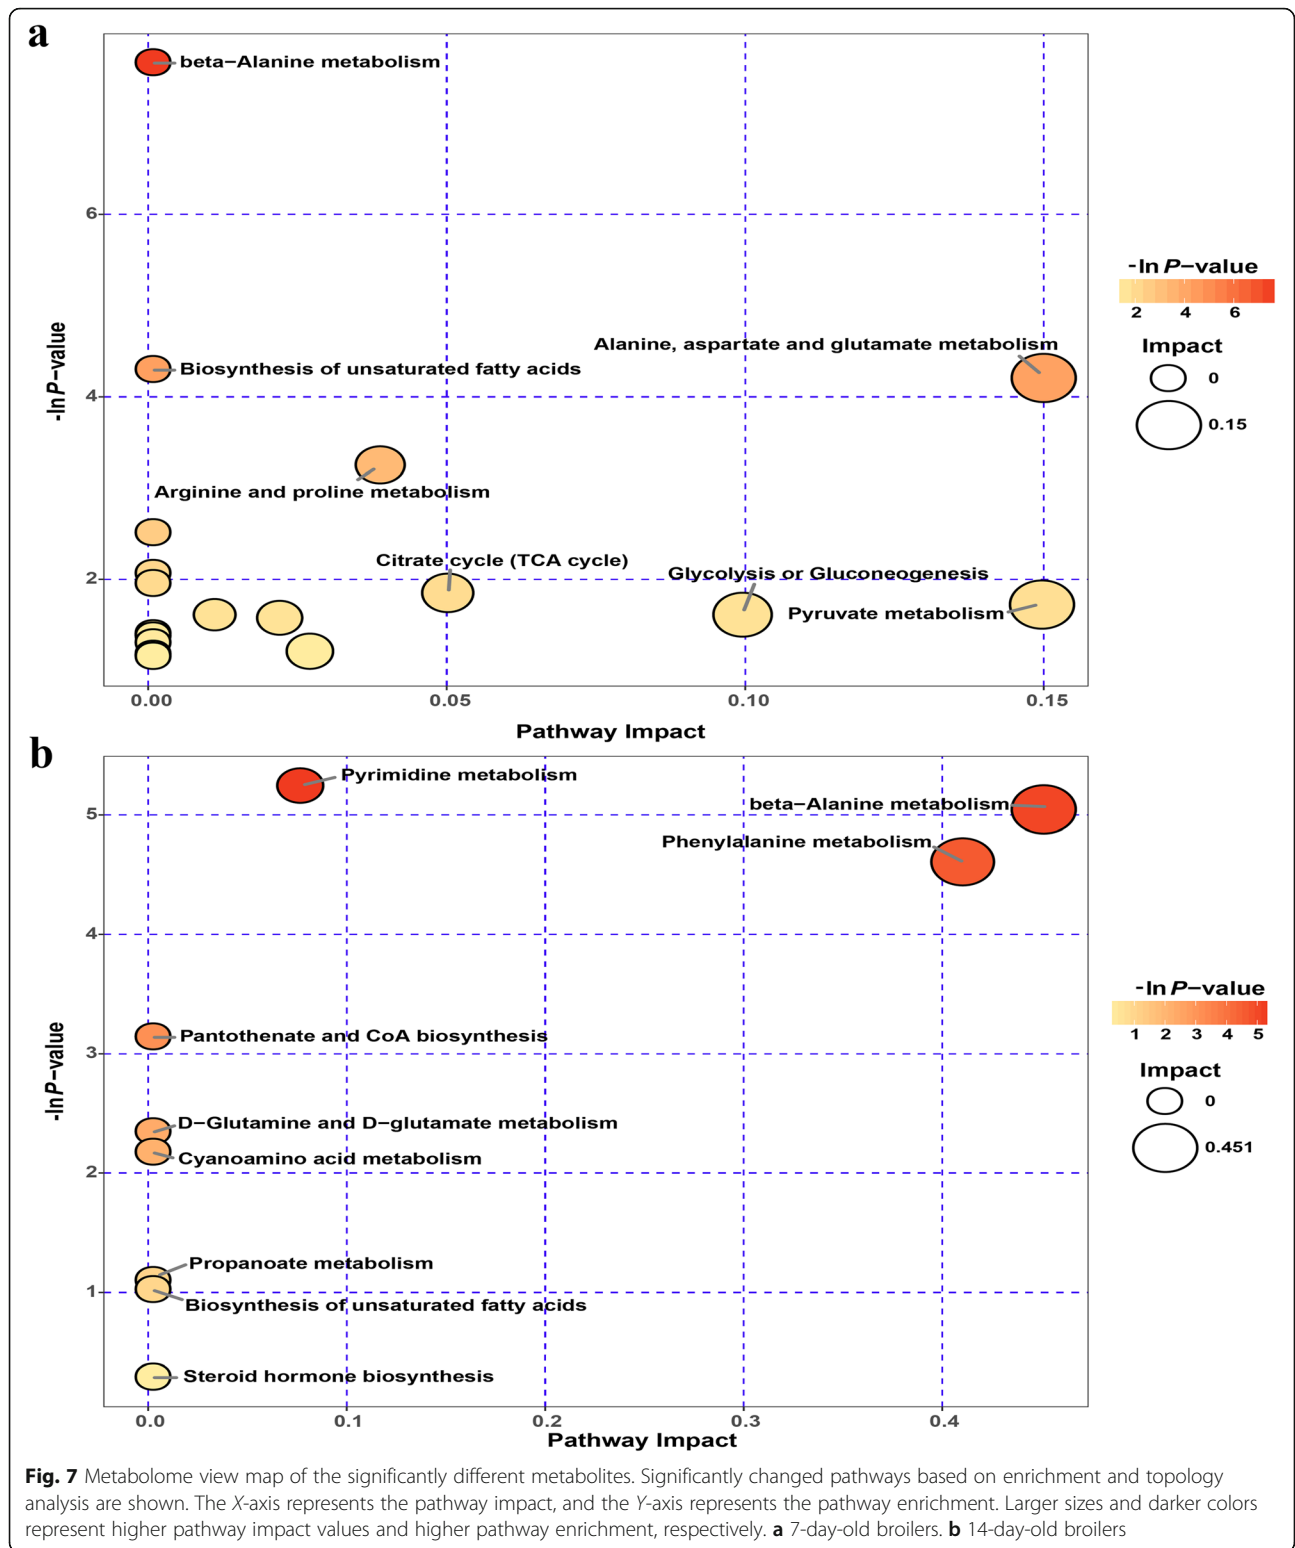 a
beta−Alanine metabolism
6
-ln P−value
2 4 6
Alanine, aspartate and glutamate metabolism
Impact
Biosynthesis of unsaturated fatty acids
0
-ln P−value
4
0.15
Arginine and proline metabolism
Citrate cycle (TCA cycle)
2
Glycolysis or Gluconeogenesis
Pyruvate metabolism
0.00 0.05 0.10 0.15
Pathway Impact
b
Pyrimidine metabolism
beta−Alanine metabolism
5
Phenylalanine metabolism
4
-ln P−value
1 2 3 4 5
Pantothenate and CoA biosynthesis
3
-ln P−value
Impact
0
D−Glutamine and D−glutamate metabolism
0.451
Cyanoamino acid metabolism
2
Propanoate metabolism
1
Biosynthesis of unsaturated fatty acids
Steroid hormone biosynthesis
0.0 0.1 0.2 0.3 0.4
Pathway Impact
Fig. 7 Metabolome view map of the significantly different metabolites. Significantly changed pathways based on enrichment and topology
analysis are shown. The X-axis represents the pathway impact, and the Y-axis represents the pathway enrichment. Larger sizes and darker colors
represent higher pathway impact values and higher pathway enrichment, respectively. a 7-day-old broilers. b 14-day-old broilers